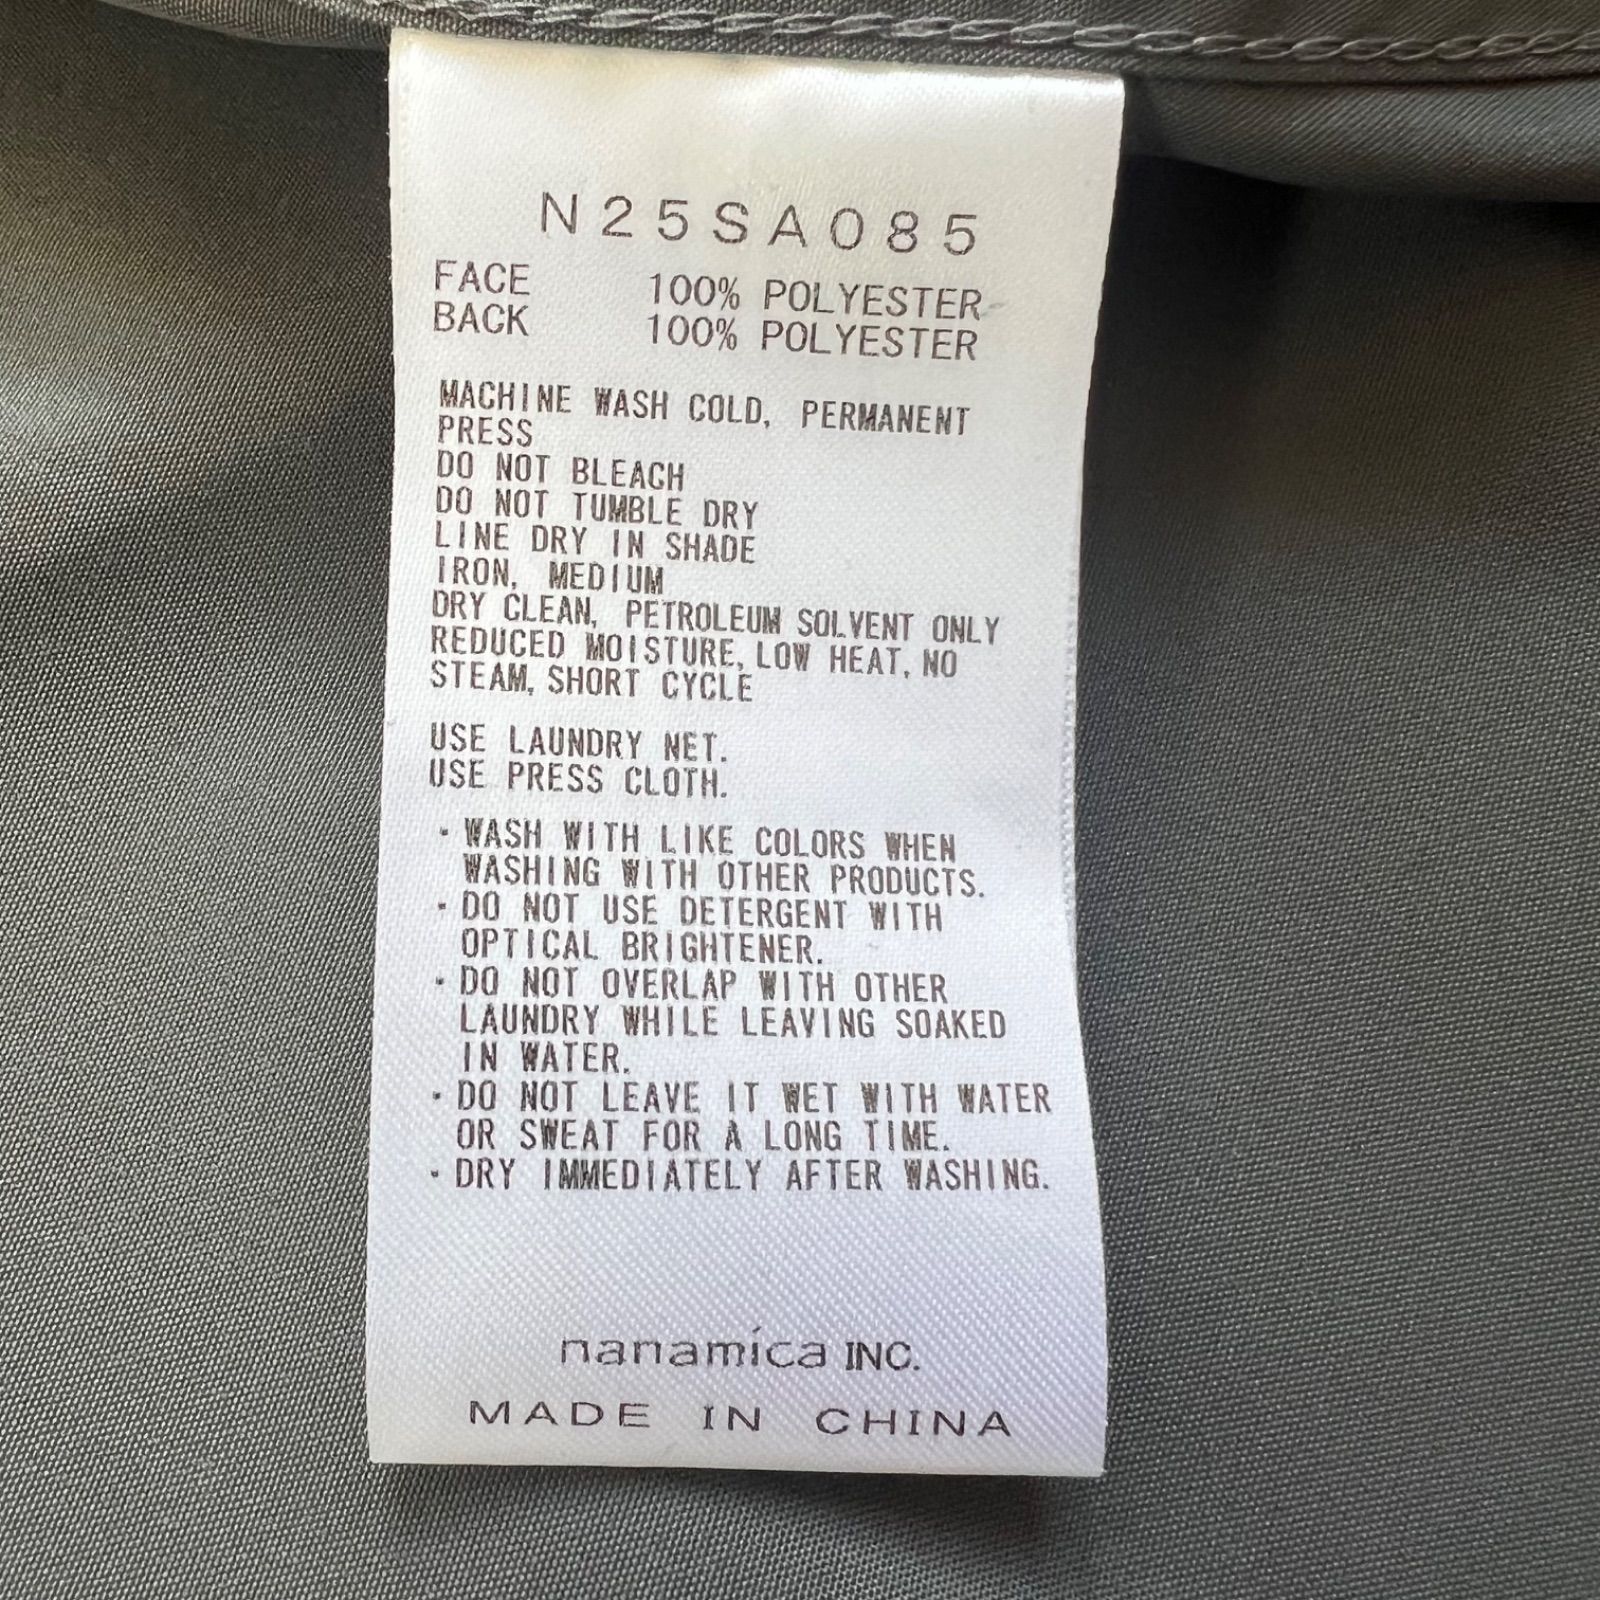 N25SA085
FACE 100% POLYESTER
BACK 100% POLYESTER
MACHINE WASH COLD, PERMANENT
PRESS
DO NOT BLEACH
DO NOT TUMBLE DRY
LINE DRY IN SHADE
IRON, MEDIUM
DRY CLEAN, PETROLEUM SOLVENT ONLY
REDUCED MOISTURE, LOW HEAT, NO
STEAM, SHORT CYCLE
USE LAUNDRY NET.
USE PRESS CLOTH.
・WASH WITH LIKE COLORS WHEN
WASHING WITH OTHER PRODUCTS.
・DO NOT USE DETERGENT WITH
OPTICAL BRIGHTENER.
・DO NOT OVERLAP WITH OTHER
LAUNDRY WHILE LEAVING SOAKED
IN WATER.
・DO NOT LEAVE IT WET WITH WATER
OR SWEAT FOR A LONG TIME.
・DRY IMMEDIATELY AFTER WASHING.
nanamica INC.
MADE IN CHINA